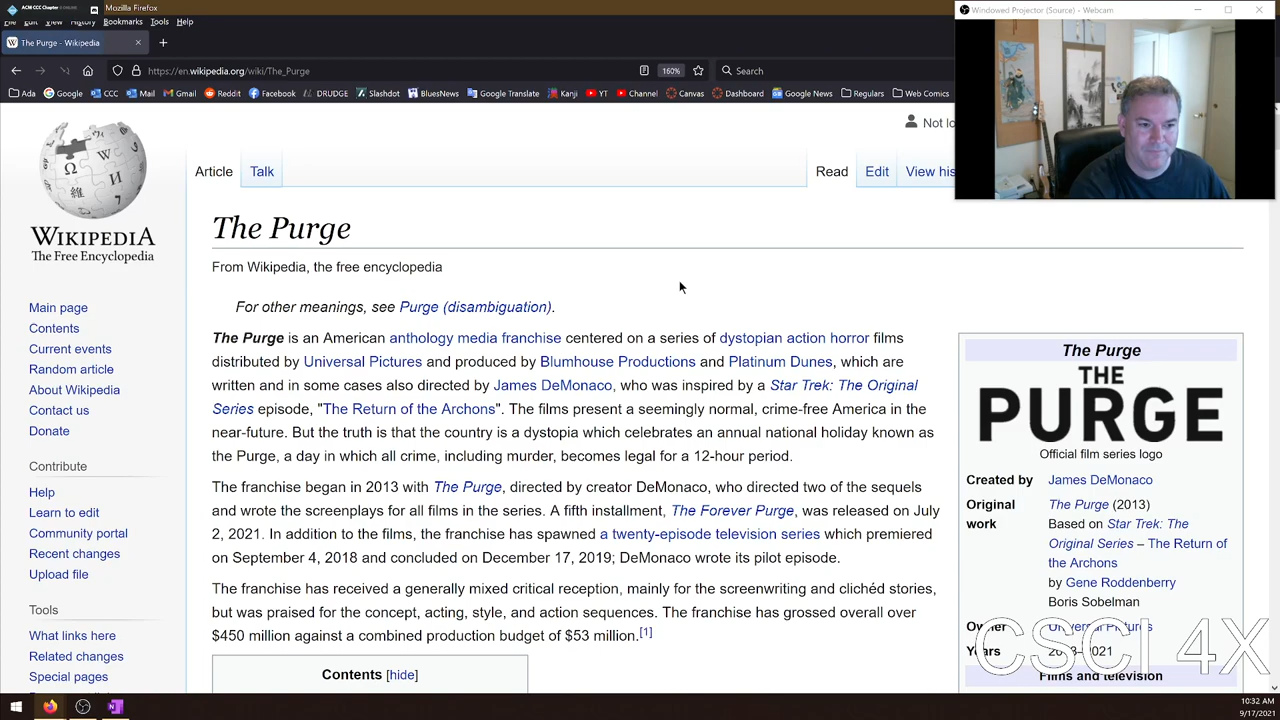 ACM CCC Chapter ONLINE
Mozilla Firefox
File Edit View History Bookmarks Tools Help
Windowed Projector (Source) - Webcam
The Purge - Wikipedia
https://en.wikipedia.org/wiki/The_Purge
160%
Search
Ada Google CCC Mail Gmail Reddit Facebook DRUDGE Slashdot BluesNews Google Translate Kanji YT Channel Canvas Dashboard Google News Regulars Web Comics
Not lo
Article Talk
Read Edit View his
WIKIPEDIA
The Free Encyclopedia
The Purge
From Wikipedia, the free encyclopedia
For other meanings, see Purge (disambiguation).
The Purge is an American anthology media franchise centered on a series of dystopian action horror films
distributed by Universal Pictures and produced by Blumhouse Productions and Platinum Dunes, which are
written and in some cases also directed by James DeMonaco, who was inspired by a Star Trek: The Original
Series episode, "The Return of the Archons". The films present a seemingly normal, crime-free America in the
near-future. But the truth is that the country is a dystopia which celebrates an annual national holiday known as
the Purge, a day in which all crime, including murder, becomes legal for a 12-hour period.
The franchise began in 2013 with The Purge, directed by creator DeMonaco, who directed two of the sequels
and wrote the screenplays for all films in the series. A fifth installment, The Forever Purge, was released on July
2, 2021. In addition to the films, the franchise has spawned a twenty-episode television series which premiered
on September 4, 2018 and concluded on December 17, 2019; DeMonaco wrote its pilot episode.
The franchise has received a generally mixed critical reception, mainly for the screenwriting and clichéd stories,
but was praised for the concept, acting, style, and action sequences. The franchise has grossed overall over
$450 million against a combined production budget of $53 million.[1]
Contents [hide]
Main page
Contents
Current events
Random article
About Wikipedia
Contact us
Donate
Contribute
Help
Learn to edit
Community portal
Recent changes
Upload file
Tools
What links here
Related changes
Special pages
The Purge
THE
PURGE
Official film series logo
Created by James DeMonaco
Original The Purge (2013)
work Based on Star Trek: The
Original Series – The Return of
the Archons
by Gene Roddenberry
Boris Sobelman
Owner Universal Pictures
Years 2013–2021
Films and television
CSCI 4X
10:32 AM
9/17/2021